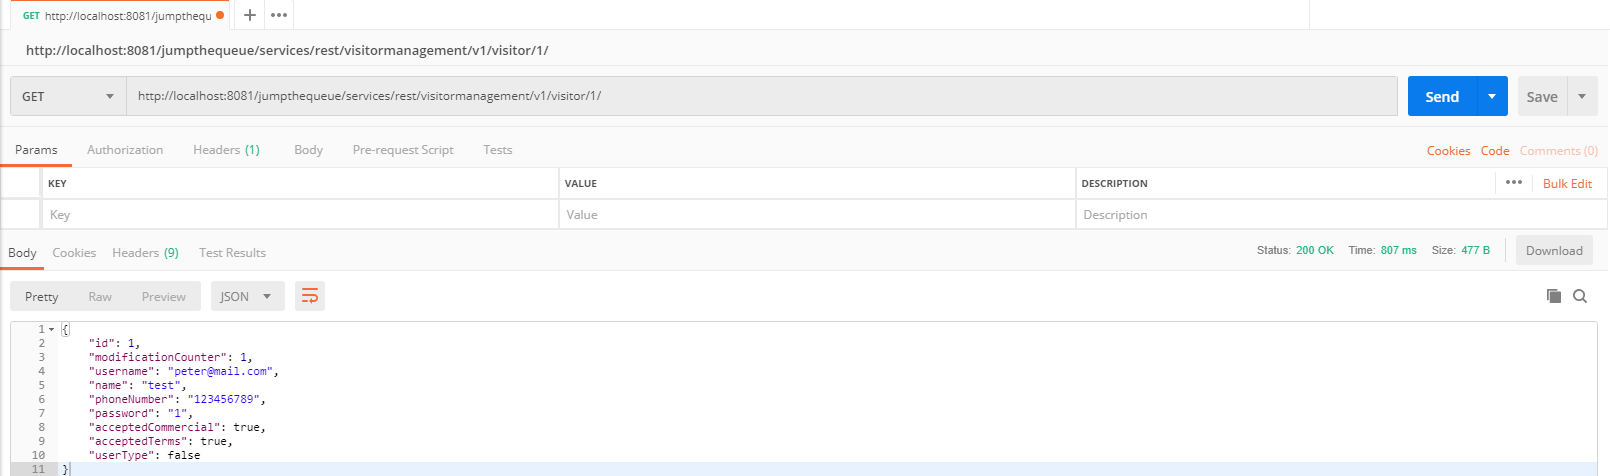 GET http://localhost:8081/jumptheq​u + •••
http://localhost:8081/jumpthequeue/services/rest/visitormanagement/v1/visitor/1/
GET http://localhost:8081/jumpthequeue/services/rest/visitormanagement/v1/visitor/1/ Send Save
Params Authorization Headers (1) Body Pre-request Script Tests Cookies Code Comments (0)
KEY VALUE DESCRIPTION ••• Bulk Edit
Key Value Description
Body Cookies Headers (9) Test Results Status: 200 OK Time: 807 ms Size: 477 B Download
Pretty Raw Preview JSON
1 {
2 "id": 1,
3 "modificationCounter": 1,
4 "username": "peter@mail.com",
5 "name": "test",
6 "phoneNumber": "123456789",
7 "password": "1",
8 "acceptedCommercial": true,
9 "acceptedTerms": true,
10 "userType": false
11 }